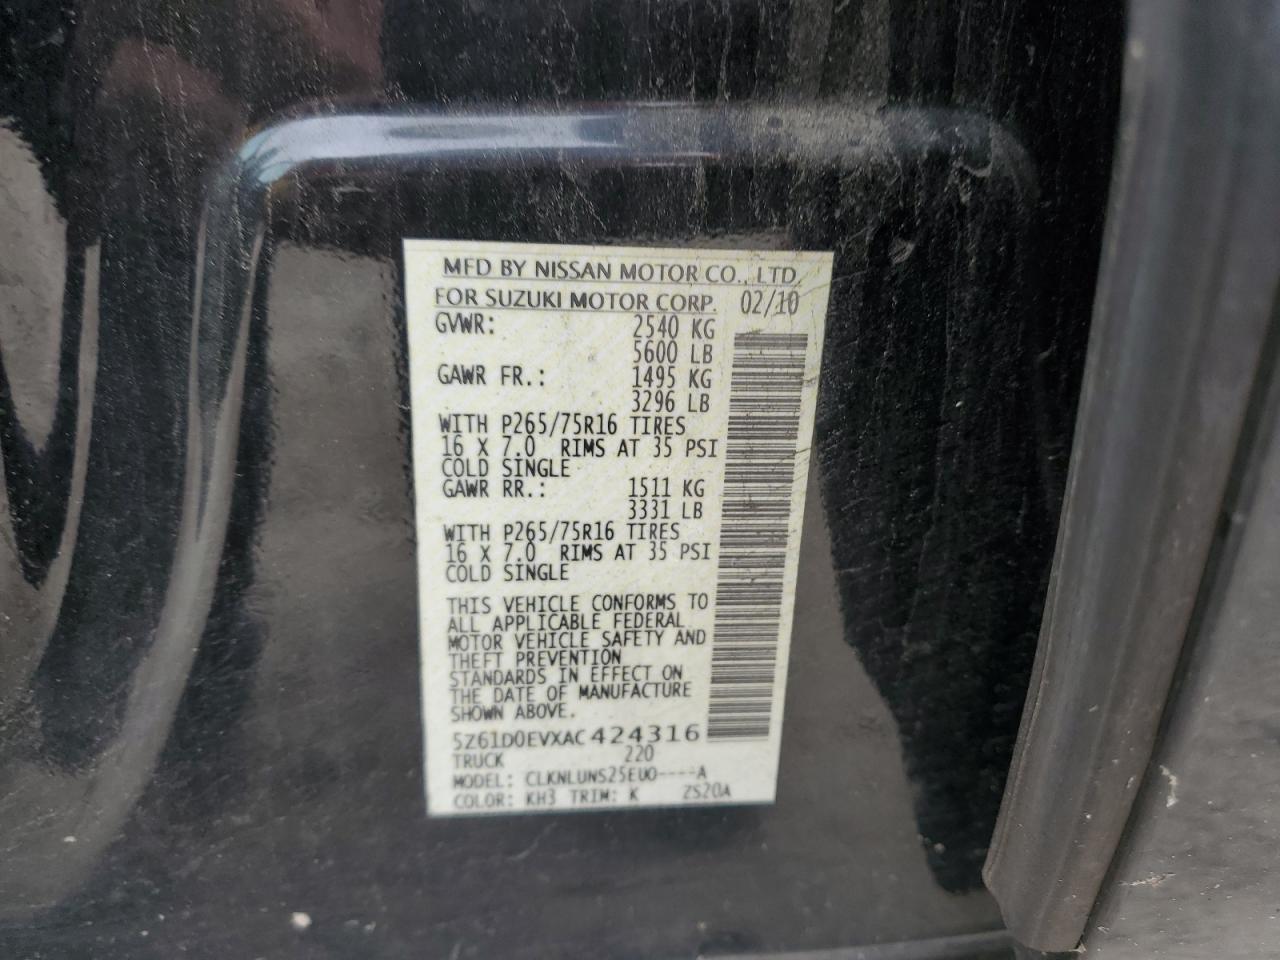 MFD BY NISSAN MOTOR CO., LTD.
FOR SUZUKI MOTOR CORP. 02/10
GVWR: 2540 KG
5600 LB
GAWR FR.: 1495 KG
3296 LB
WITH P265/75R16 TIRES
16 X 7.0 RIMS AT 35 PSI
COLD SINGLE
GAWR RR.: 1511 KG
3331 LB
WITH P265/75R16 TIRES
16 X 7.0 RIMS AT 35 PSI
COLD SINGLE
THIS VEHICLE CONFORMS TO
ALL APPLICABLE FEDERAL
MOTOR VEHICLE SAFETY AND
THEFT PREVENTION
STANDARDS IN EFFECT ON
THE DATE OF MANUFACTURE
SHOWN ABOVE.
5Z61D0EVXAC424316
TRUCK 220
MODEL: CLKNLUNS25EUO----A
COLOR: KH3 TRIM: K ZS20A